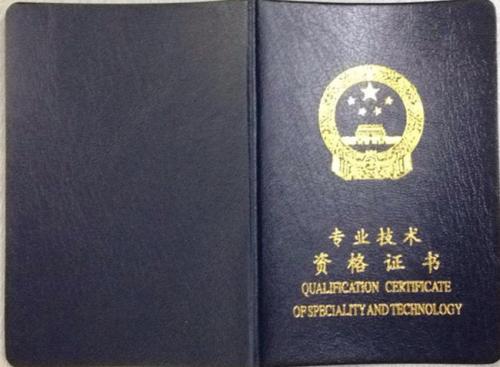 专业技术
资格证书
QUALIFICATION CERTIFICATE
OF SPECIALITY AND TECHNOLOGY